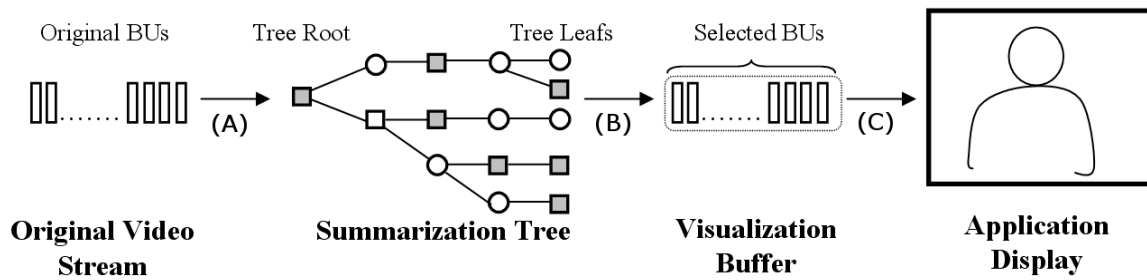 Original BUs
Tree Root
Tree Leafs
Selected BUs
(A)
(B)
(C)
Original Video
Stream
Summarization Tree
Visualization
Buffer
Application
Display